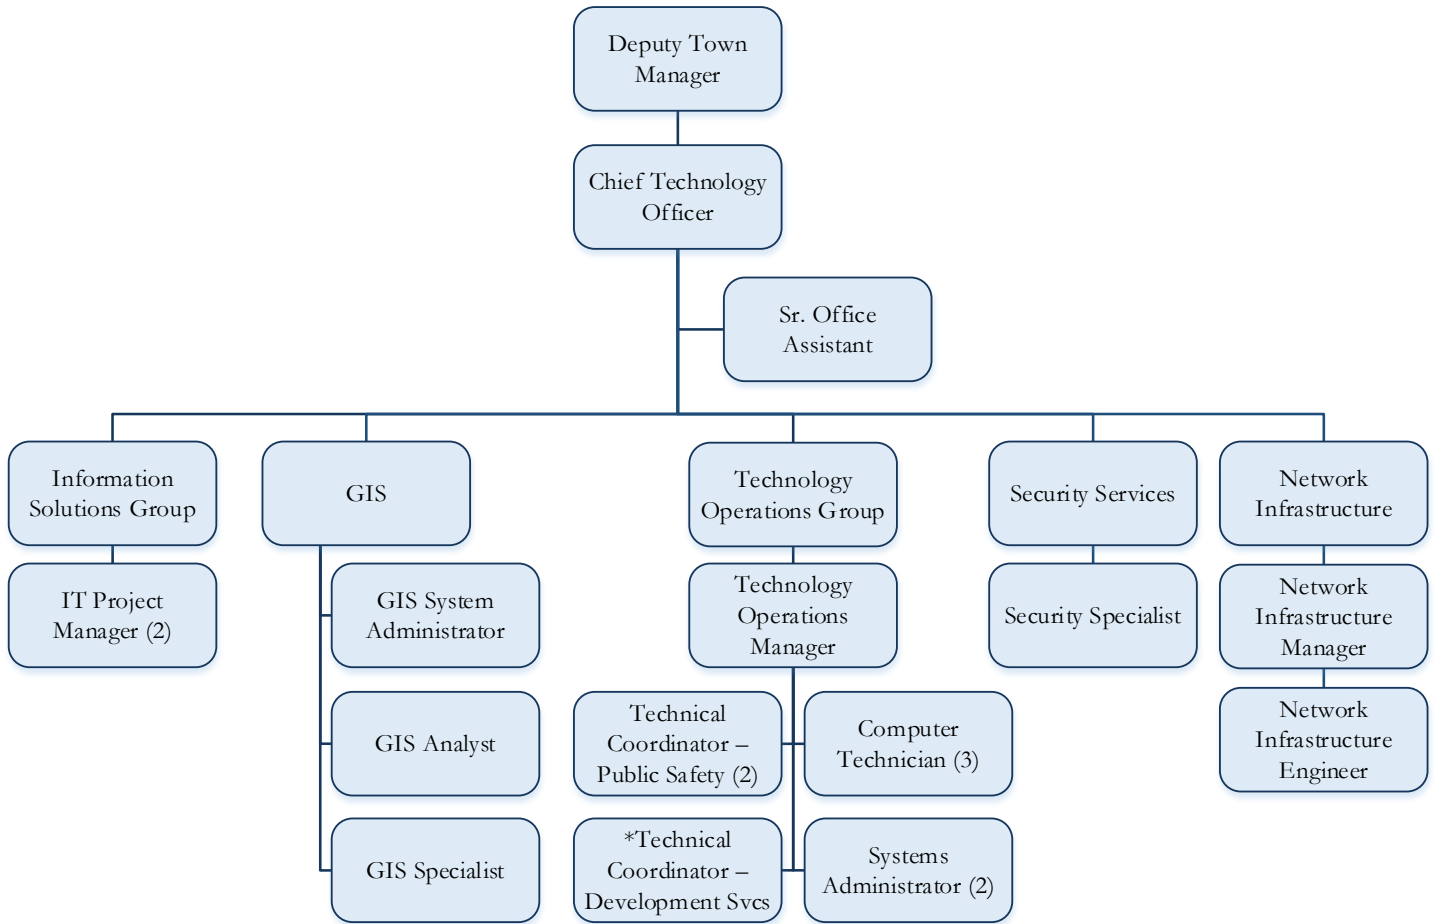 Deputy Town
Manager
Chief Technology
Officer
Sr. Office
Assistant
Information
Solutions Group
GIS
Technology
Operations Group
Security Services
Network
Infrastructure
IT Project
Manager (2)
GIS System
Administrator
Technology
Operations
Manager
Security Specialist
Network
Infrastructure
Manager
GIS Analyst
Technical
Coordinator –
Public Safety (2)
Computer
Technician (3)
Network
Infrastructure
Engineer
GIS Specialist
*Technical
Coordinator –
Development Svcs
Systems
Administrator (2)